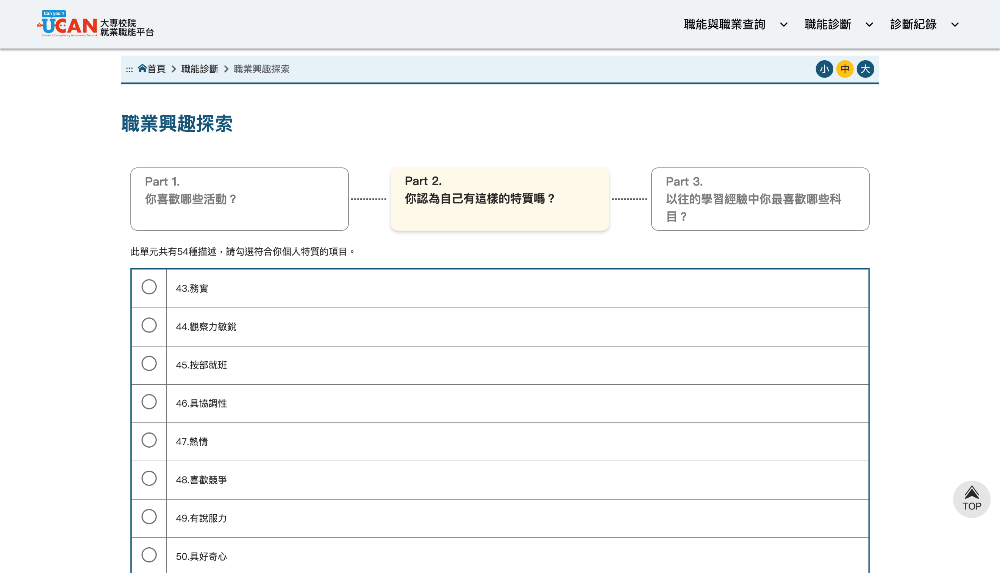 Can you ?
UCAN
Career & Competency Assessment Network
大專校院
就業職能平台
職能與職業查詢
職能診斷
診斷紀錄
::: 首頁 > 職能診斷 > 職業興趣探索
小 中 大
職業興趣探索
Part 1.
你喜歡哪些活動？
Part 2.
你認為自己有這樣的特質嗎？
Part 3.
以往的學習經驗中你最喜歡哪些科
目？
此單元共有54種描述，請勾選符合你個人特質的項目。
43.務實
44.觀察力敏銳
45.按部就班
46.具協調性
47.熱情
48.喜歡競爭
49.有說服力
50.具好奇心
TOP